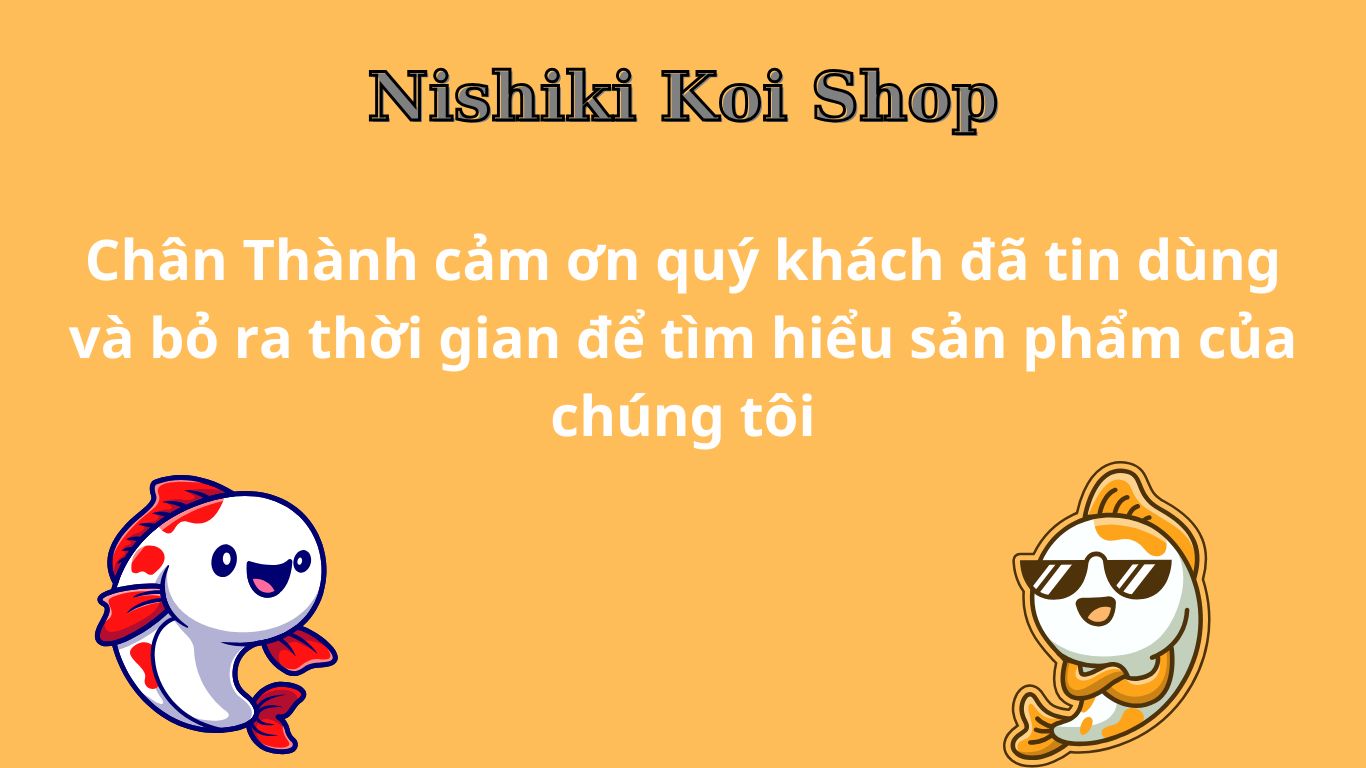 Nishiki Koi Shop
Chân Thành cảm ơn quý khách đã tin dùng
và bỏ ra thời gian để tìm hiểu sản phẩm của
chúng tôi